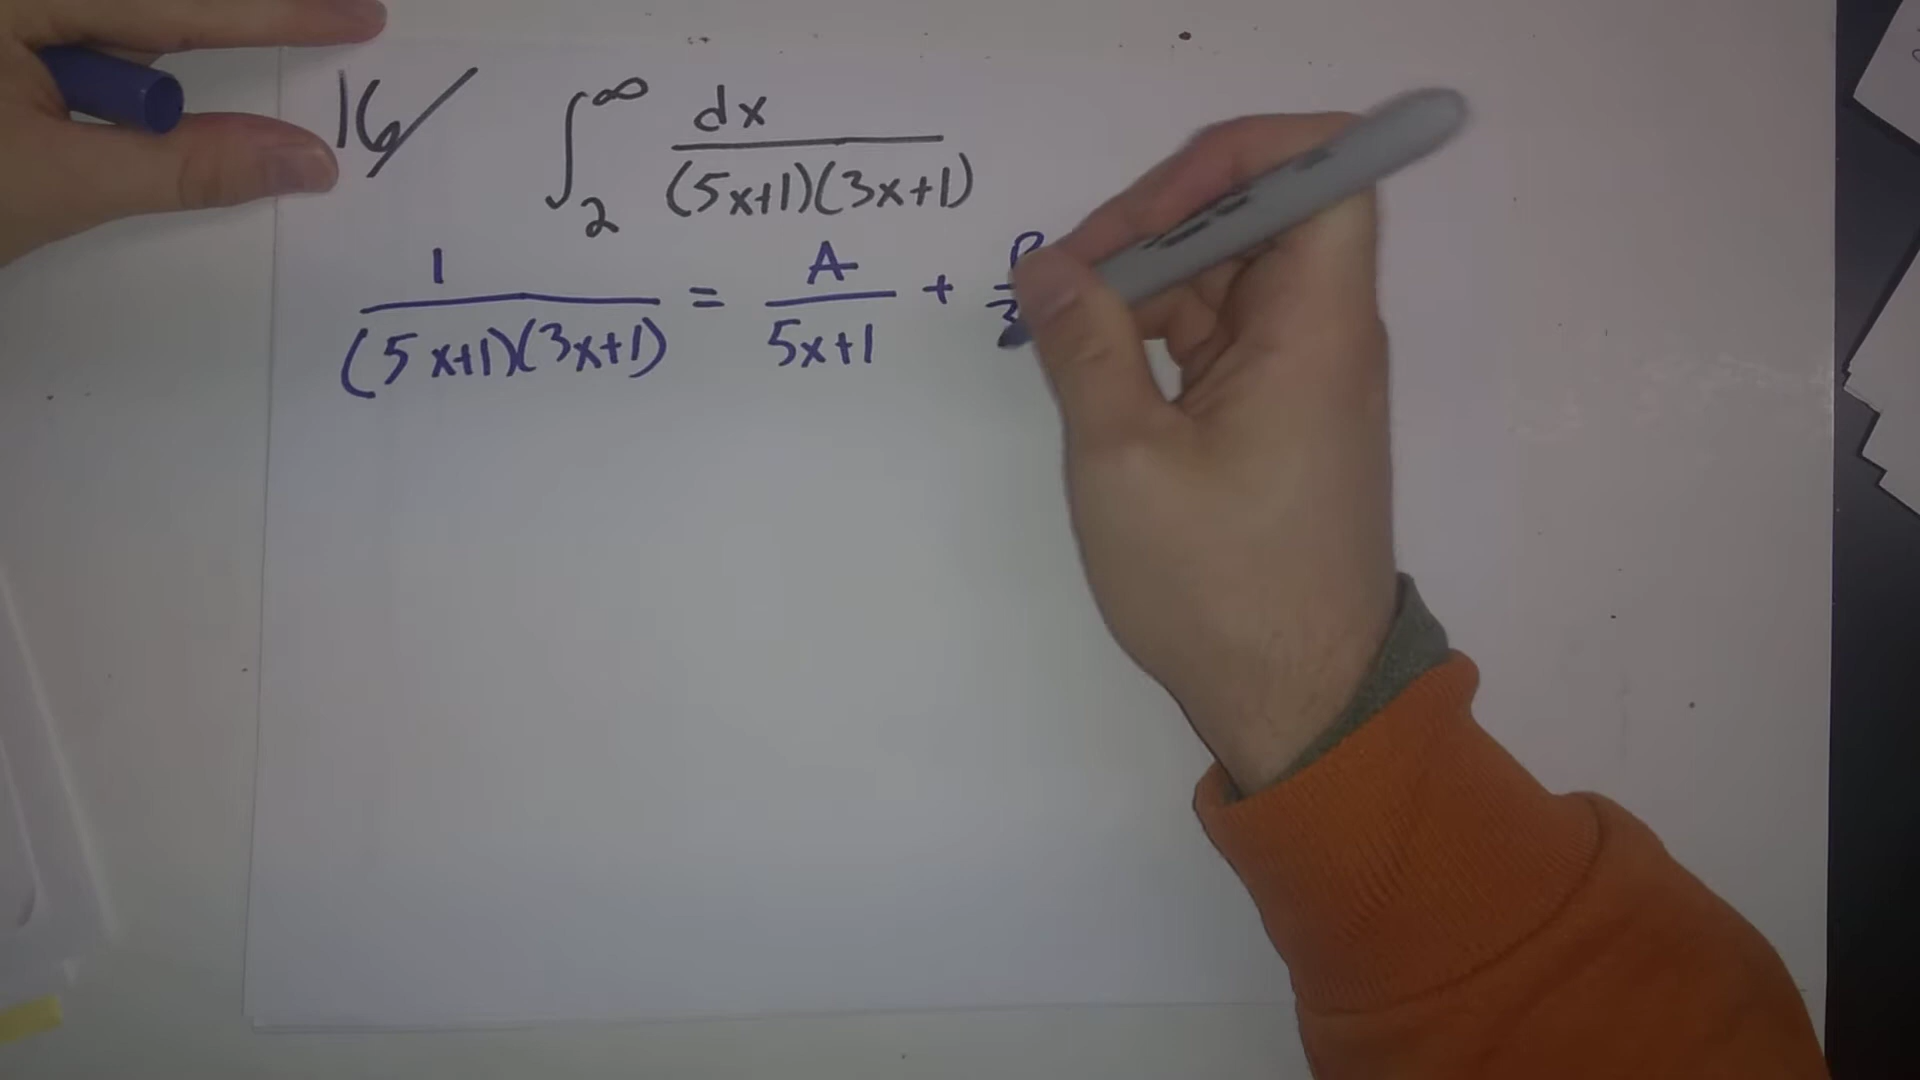 16/ ∫₂^∞ dx/((5x+1)(3x+1))
1/((5x+1)(3x+1)) = A/(5x+1) +